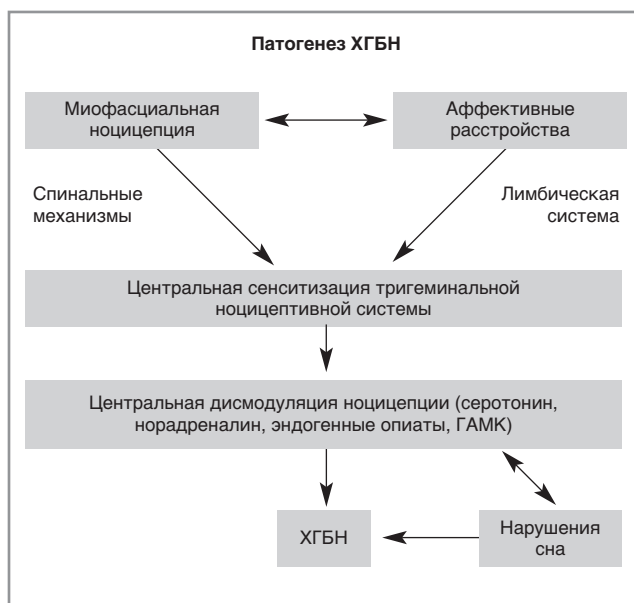 Патогенез ХГБН
Миофасциальная
ноцицепция
Аффективные
расстройства
Спинальные
механизмы
Лимбическая
система
Центральная сенситизация тригеминальной
ноцицептивной системы
Центральная дисмодуляция ноцицепции (серотонин,
норадреналин, эндогенные опиаты, ГАМК)
ХГБН
Нарушения
сна